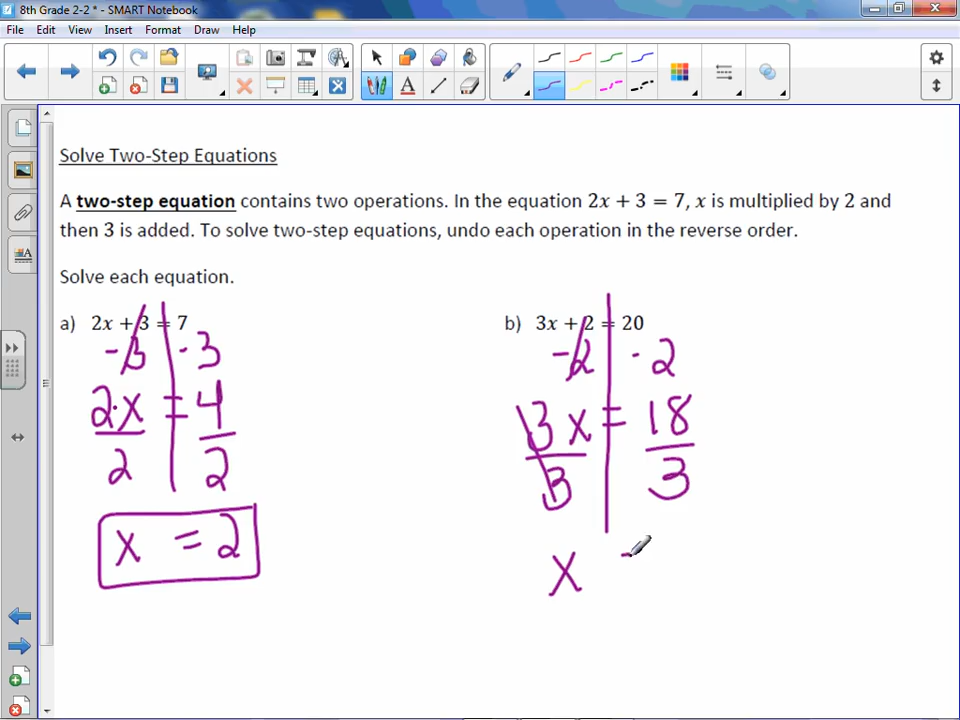 8th Grade 2-2 * - SMART Notebook
File Edit View Insert Format Draw Help
Solve Two-Step Equations
A two-step equation contains two operations. In the equation 2x + 3 = 7, x is multiplied by 2 and
then 3 is added. To solve two-step equations, undo each operation in the reverse order.
Solve each equation.
a) 2x + 3 = 7
-3 -3
2·x = 4
2 2
x = 2
b) 3x + 2 = 20
-2 -2
3x = 18
3 3
x